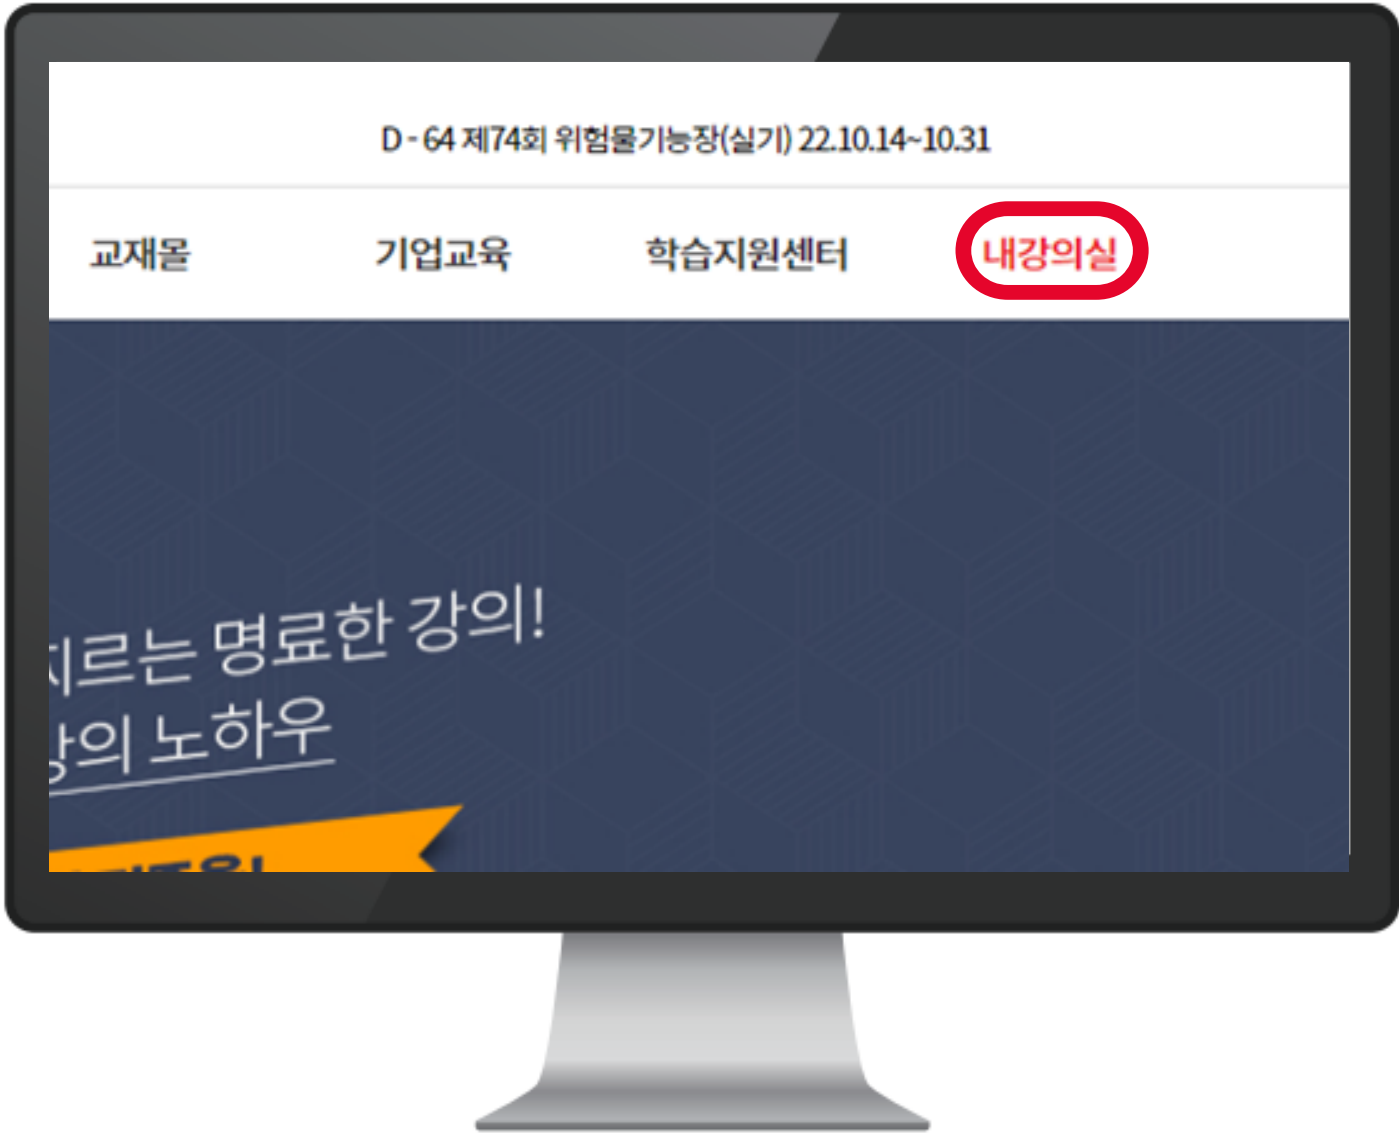 D - 64 제74회 위험물기능장(실기) 22.10.14~10.31
교재몰 기업교육 학습지원센터 내강의실
지르는 명료한 강의!
강의 노하우